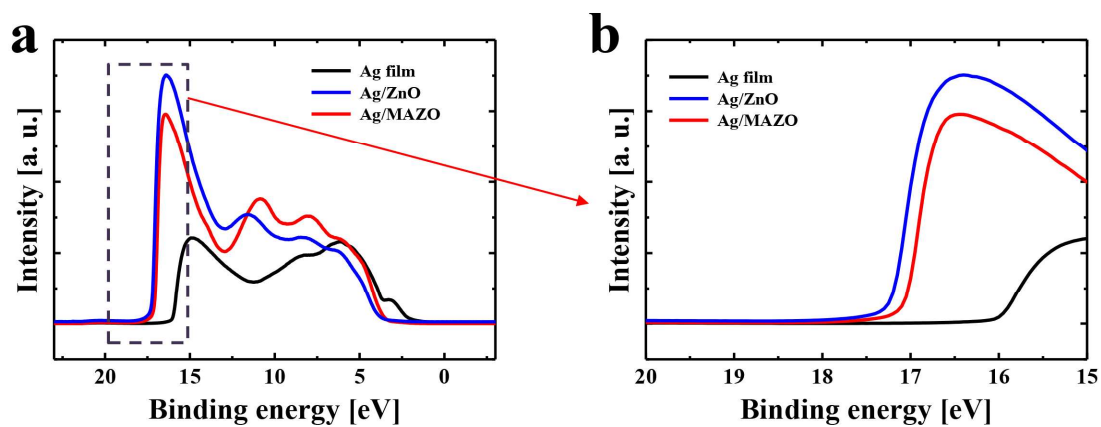 a
Intensity [a. u.]
Ag film
Ag/ZnO
Ag/MAZO
20 15 10 5 0
Binding energy [eV]
b
Intensity [a. u.]
Ag film
Ag/ZnO
Ag/MAZO
20 19 18 17 16 15
Binding energy [eV]